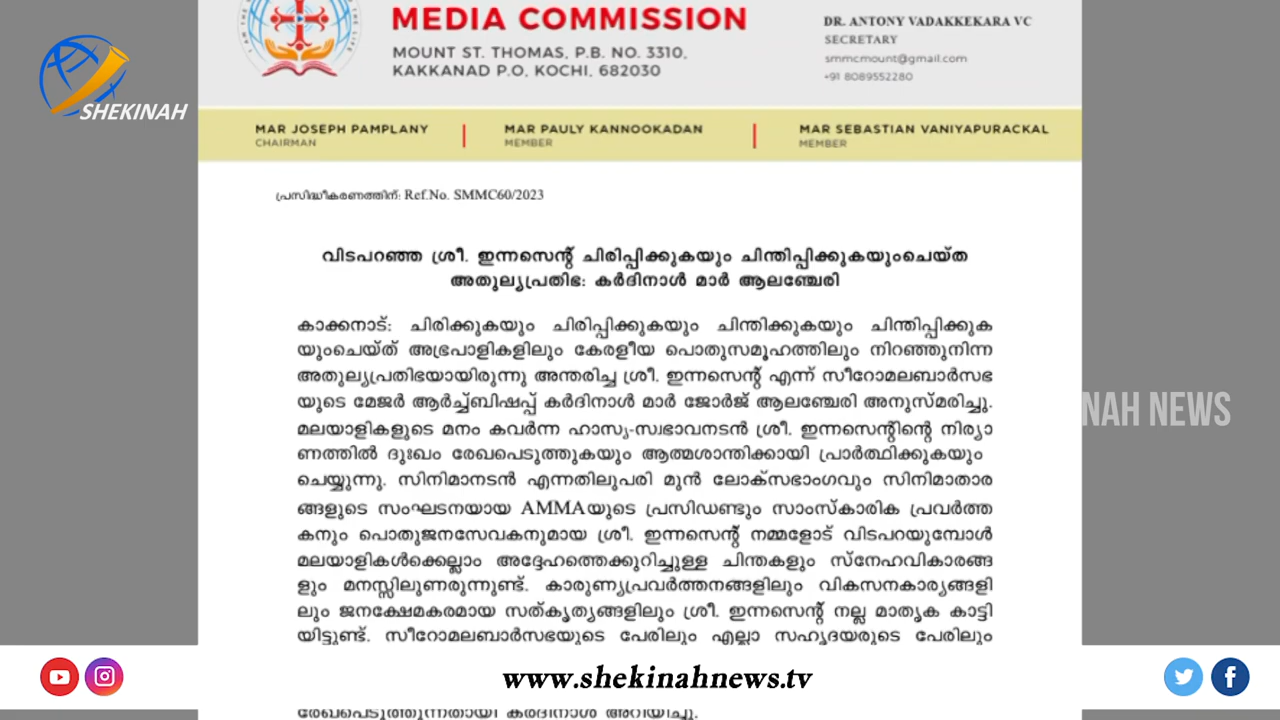 MEDIA COMMISSION
MOUNT ST. THOMAS, P.B. NO. 3310,
KAKKANAD P.O, KOCHI, 682030
DR. ANTONY VADAKKEKARA VC
SECRETARY
smmcmount@gmail.com
+91 8089552280
SHEKINAH
MAR JOSEPH PAMPLANY
CHAIRMAN
MAR PAULY KANNOOKADAN
MEMBER
MAR SEBASTIAN VANIYAPURACKAL
MEMBER
പ്രസിദ്ധീകരണത്തിന്: Ref.No. SMMC60/2023
വിടപറഞ്ഞ ശ്രീ. ഇന്നസെന്റ് ചിരിപ്പിക്കുകയും ചിന്തിപ്പിക്കുകയുംചെയ്ത
അതുല്യപ്രതിഭ: കർദിനാൾ മാർ ആലഞ്ചേരി
കാക്കനാട്: ചിരിക്കുകയും ചിരിപ്പിക്കുകയും ചിന്തിക്കുകയും ചിന്തിപ്പിക്കുക
യുംചെയ്ത് അഭ്രപാളികളിലും കേരളീയ പൊതുസമൂഹത്തിലും നിറഞ്ഞുനിന്ന
അതുല്യപ്രതിഭയായിരുന്നു അന്തരിച്ച ശ്രീ. ഇന്നസെന്റ് എന്ന് സീറോമലബാർസഭ
യുടെ മേജർ ആർച്ച്ബിഷപ്പ് കർദിനാൾ മാർ ജോർജ് ആലഞ്ചേരി അനുസ്മരിച്ചു.
മലയാളികളുടെ മനം കവർന്ന ഹാസ്യ-സ്വഭാവനടൻ ശ്രീ. ഇന്നസെന്റിന്റെ നിര്യാ
ണത്തിൽ ദുഃഖം രേഖപെടുത്തുകയും ആത്മശാന്തിക്കായി പ്രാർത്ഥിക്കുകയും
ചെയ്യുന്നു. സിനിമാനടൻ എന്നതിലുപരി മുൻ ലോക്സഭാംഗവും സിനിമാതാര
ങ്ങളുടെ സംഘടനയായ AMMAയുടെ പ്രസിഡണ്ടും സാംസ്കാരിക പ്രവർത്ത
കനും പൊതുജനസേവകനുമായ ശ്രീ. ഇന്നസെന്റ് നമ്മളോട് വിടപറയുമ്പോൾ
മലയാളികൾക്കെല്ലാം അദ്ദേഹത്തെക്കുറിച്ചുള്ള ചിന്തകളും സ്നേഹവികാരങ്ങ
ളും മനസ്സിലുണരുന്നുണ്ട്. കാരുണ്യപ്രവർത്തനങ്ങളിലും വികസനകാര്യങ്ങളി
ലും ജനക്ഷേമകരമായ സത്കൃത്യങ്ങളിലും ശ്രീ. ഇന്നസെന്റ് നല്ല മാതൃക കാട്ടി
യിട്ടുണ്ട്. സീറോമലബാർസഭയുടെ പേരിലും എല്ലാ സഹൃദയരുടെ പേരിലും
NAH NEWS
www.shekinahnews.tv
രേഖപെടുത്തുന്നതായി കർദിനാൾ അറിയിച്ചു.